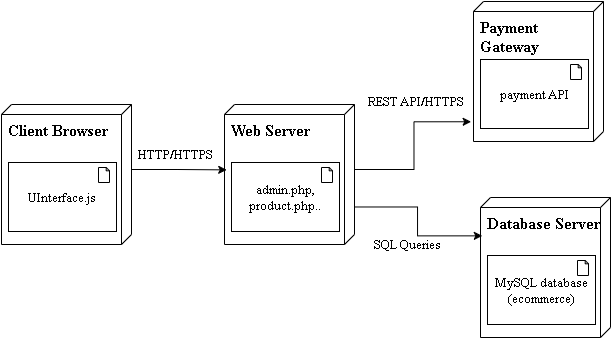 Payment
Gateway
payment API
REST API/HTTPS
Client Browser
Web Server
HTTP/HTTPS
UInterface.js
admin.php,
product.php..
Database Server
SQL Queries
MySQL database
(ecommerce)